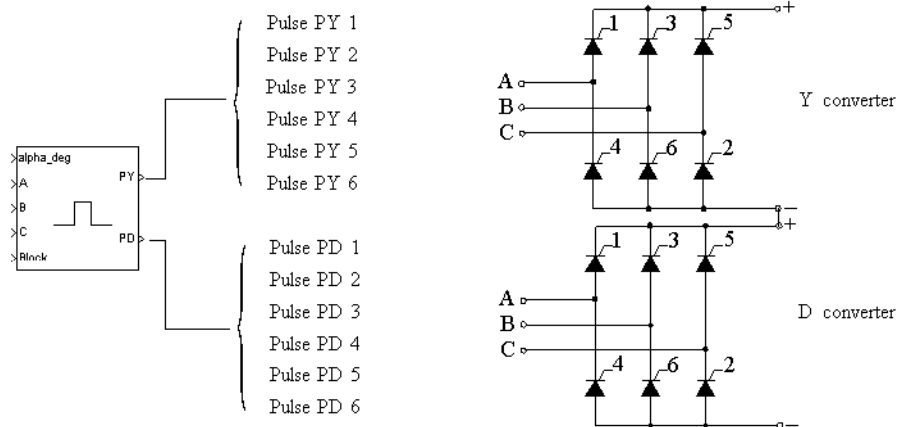 Pulse PY 1
Pulse PY 2
Pulse PY 3
Pulse PY 4
Pulse PY 5
Pulse PY 6
alpha_deg
A
B
C
Block
PY
PD
Pulse PD 1
Pulse PD 2
Pulse PD 3
Pulse PD 4
Pulse PD 5
Pulse PD 6
+
1 3 5
A
B
C
4 6 2
−
Y converter
+
1 3 5
A
B
C
4 6 2
−
D converter